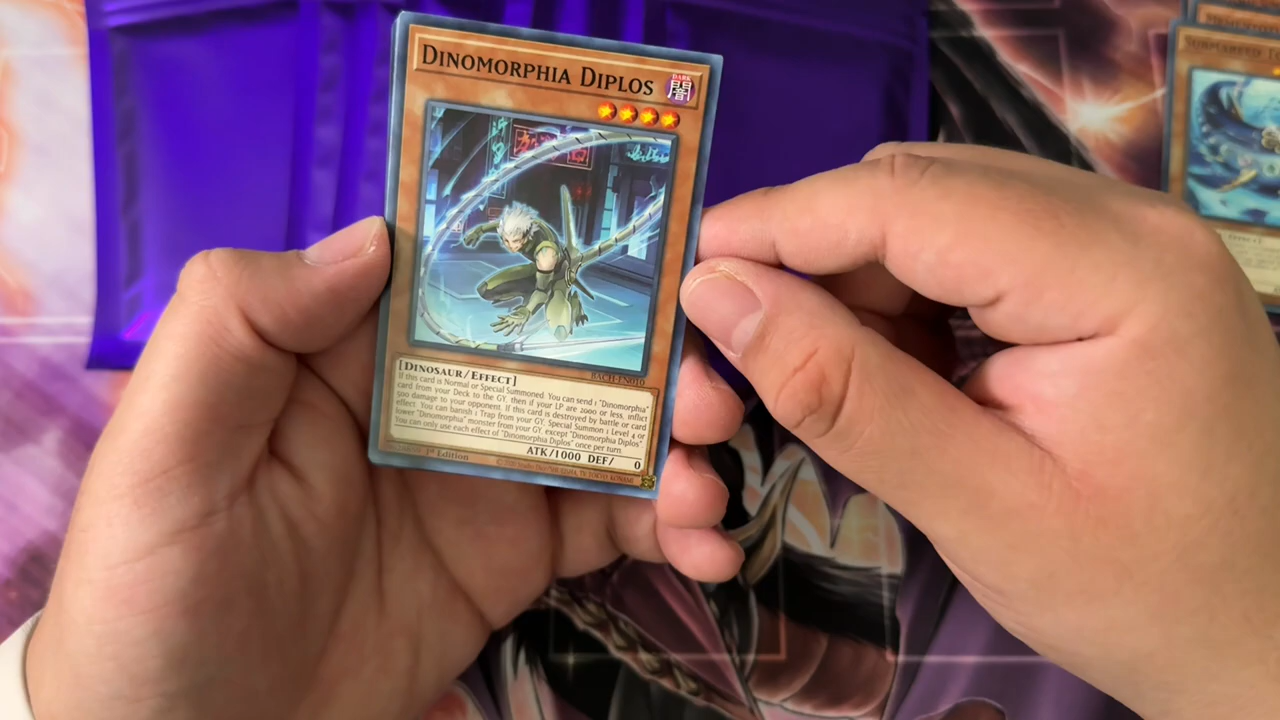 DINOMORPHIA DIPLOS
DARK
闇
[DINOSAUR/EFFECT]
BACH-EN010
If this card is Normal or Special Summoned: You can send 1 "Dinomorphia"
card from your Deck to the GY, then if your LP are 2000 or less, inflict
500 damage to your opponent. If this card is destroyed by battle or card
effect: You can banish 1 Trap from your GY; Special Summon 1 Level 4 or
lower "Dinomorphia" monster from your GY, except "Dinomorphia Diplos".
You can only use each effect of "Dinomorphia Diplos" once per turn.
ATK/1000 DEF/ 0
1st Edition
KONAMI